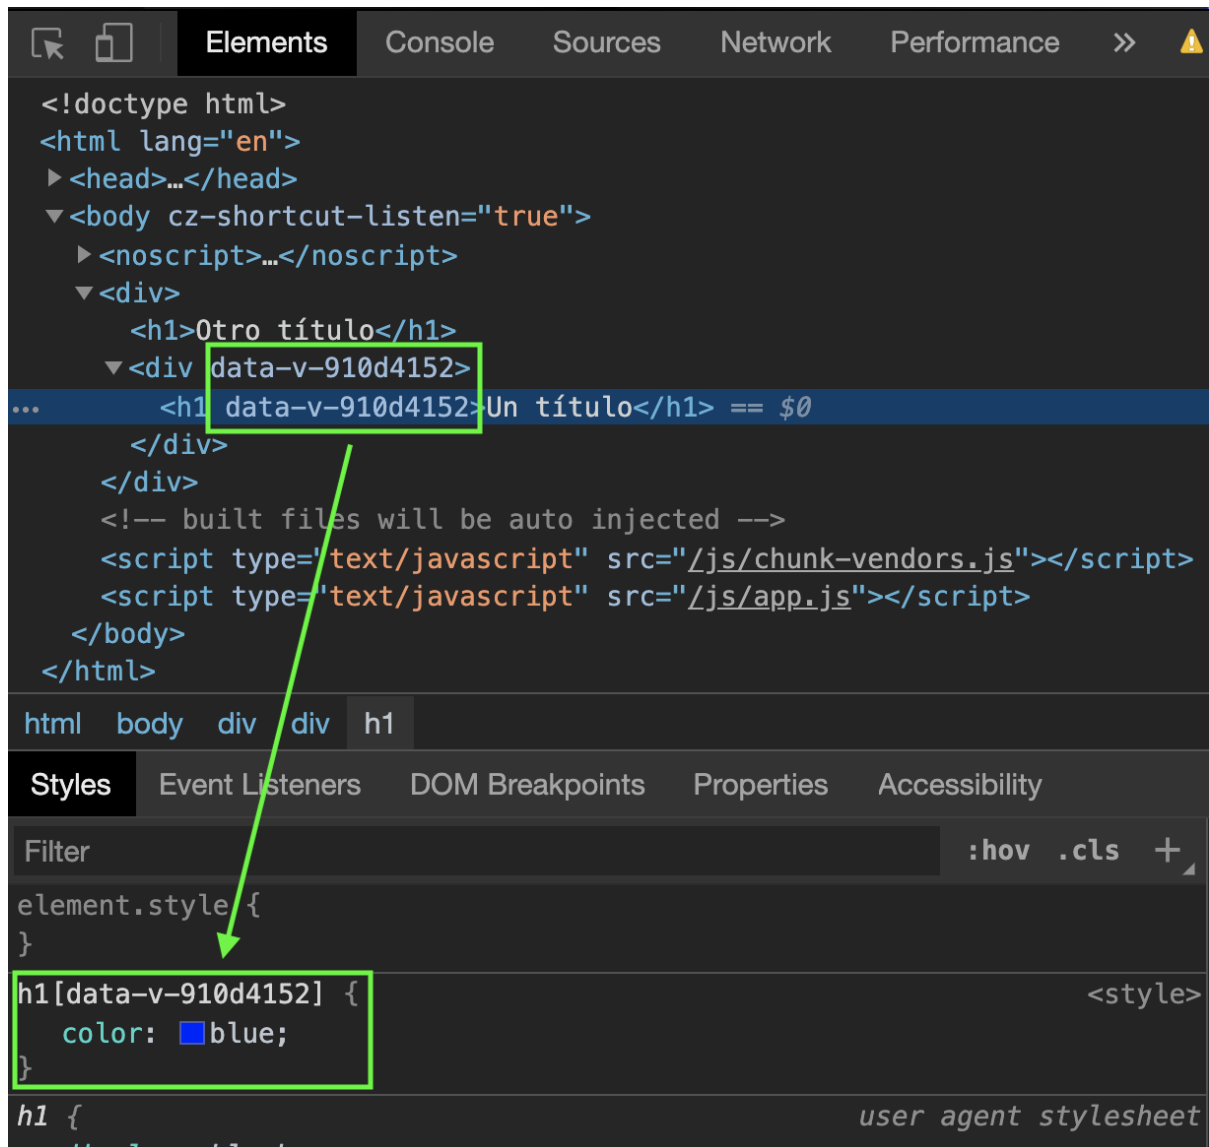 Elements Console Sources Network Performance »
<!doctype html>
<html lang="en">
<head>…</head>
<body cz-shortcut-listen="true">
<noscript>…</noscript>
<div>
<h1>Otro título</h1>
<div data-v-910d4152>
<h1 data-v-910d4152>Un título</h1> == $0
</div>
</div>
<!-- built files will be auto injected -->
<script type="text/javascript" src="/js/chunk-vendors.js"></script>
<script type="text/javascript" src="/js/app.js"></script>
</body>
</html>
html body div div h1
Styles Event Listeners DOM Breakpoints Properties Accessibility
Filter :hov .cls +
element.style {
}
h1[data-v-910d4152] { <style>
color: blue;
}
h1 { user agent stylesheet